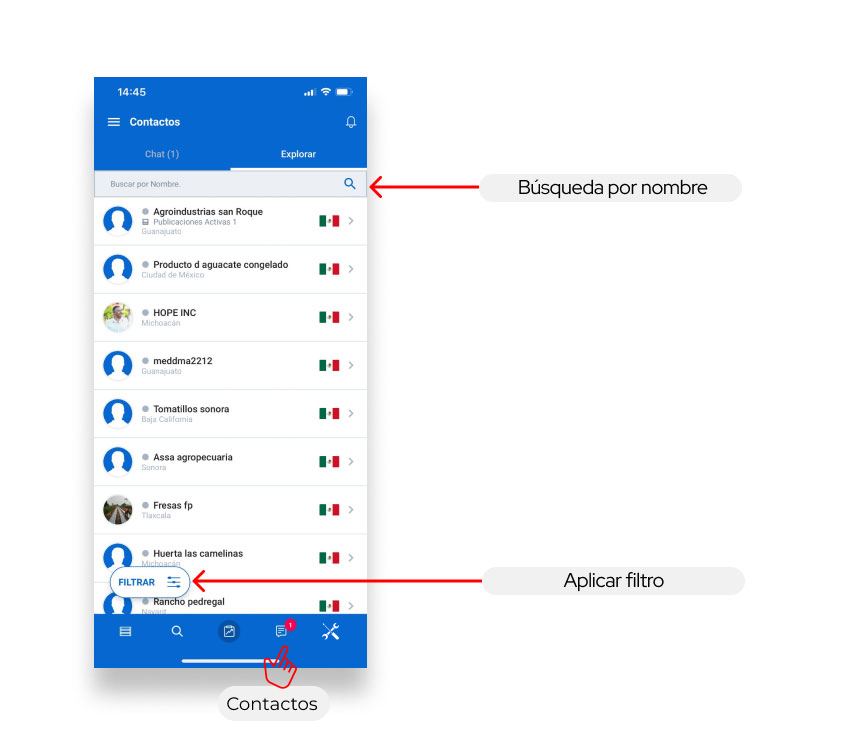 14:45
Contactos
Chat (1)
Explorar
Buscar por Nombre.
Búsqueda por nombre
Agroindustrias san Roque
Publicaciones Activas 1
Guanajuato
Producto d aguacate congelado
Ciudad de México
HOPE INC
Michoacán
meddma2212
Guanajuato
Tomatillos sonora
Baja California
Assa agropecuaria
Sonora
Fresas fp
Tlaxcala
Huerta las camelinas
Michoacán
FILTRAR
Aplicar filtro
Rancho pedregal
1
Contactos